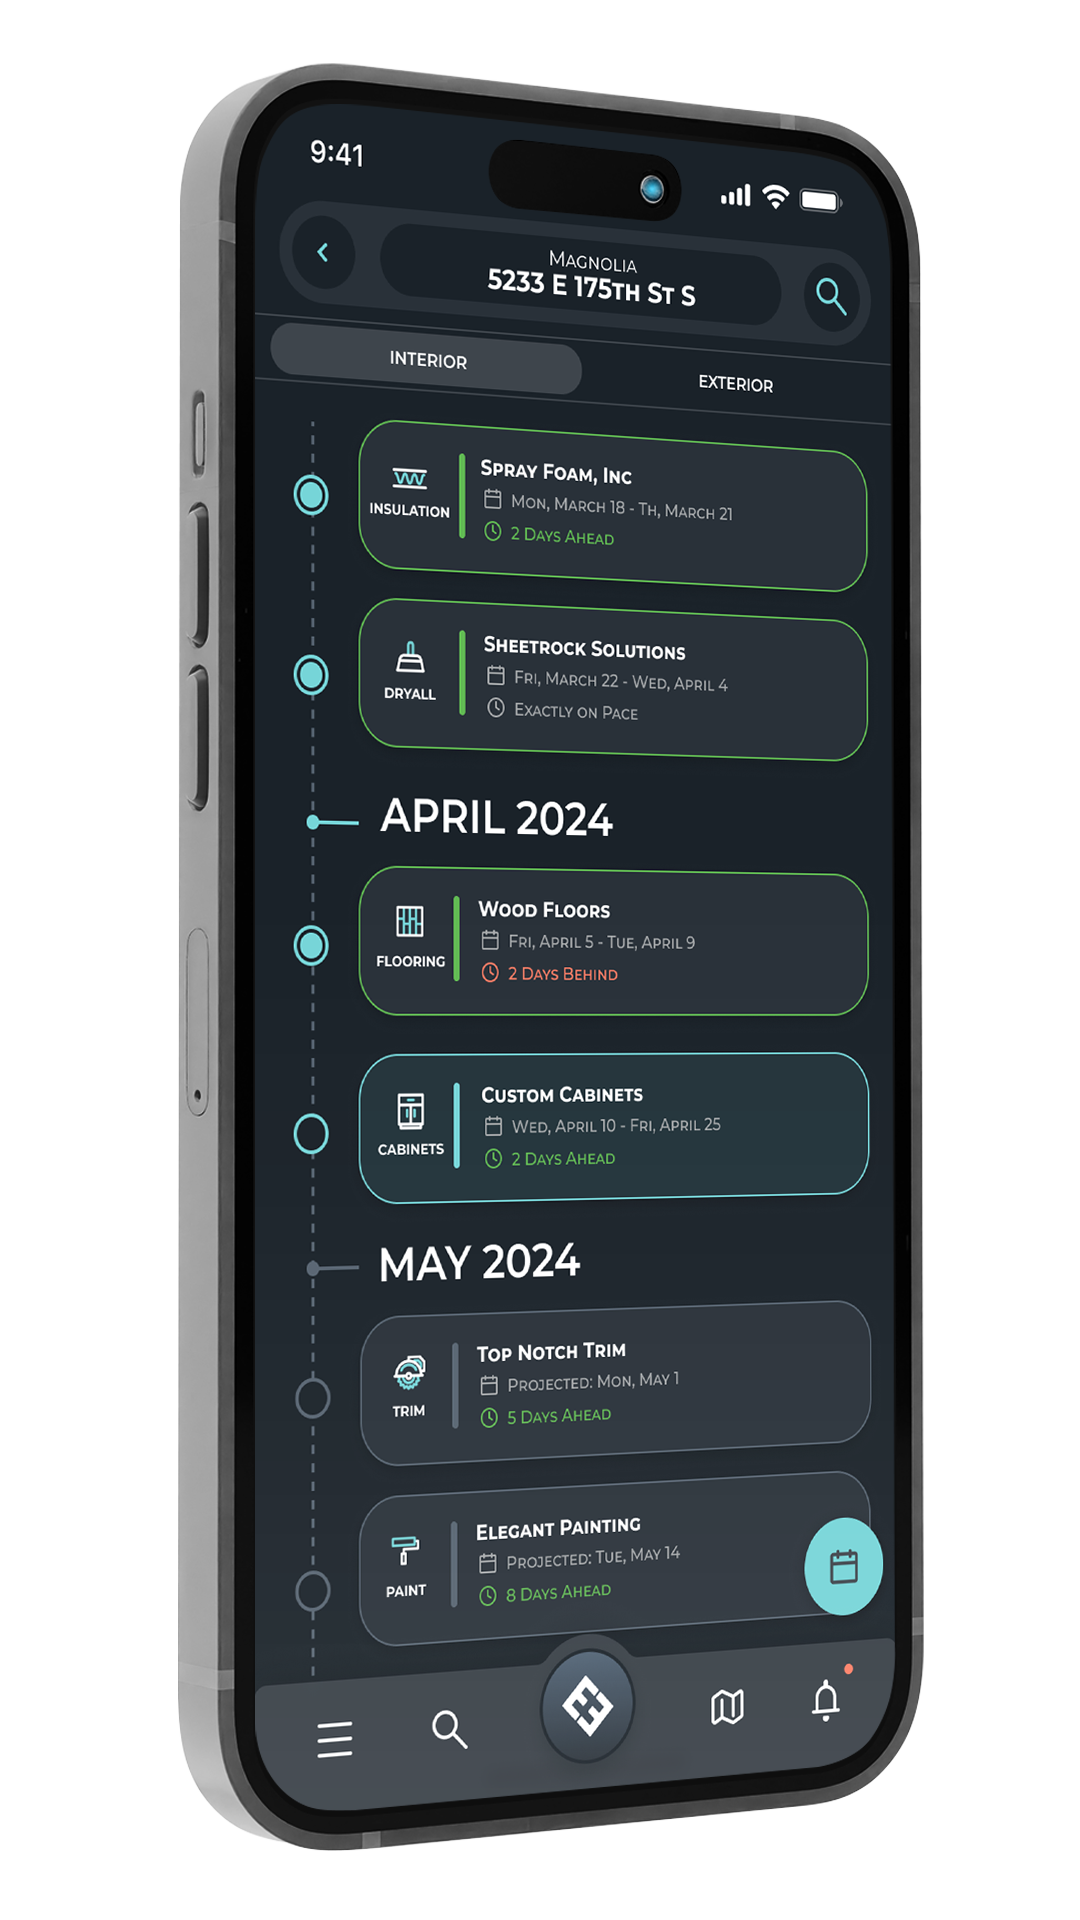 9:41
Magnolia
5233 E 175th St S
INTERIOR
EXTERIOR
Spray Foam, Inc
Mon, March 18 - Th, March 21
2 Days Ahead
INSULATION
Sheetrock Solutions
Fri, March 22 - Wed, April 4
Exactly on Pace
DRYALL
APRIL 2024
Wood Floors
Fri, April 5 - Tue, April 9
2 Days Behind
FLOORING
Custom Cabinets
Wed, April 10 - Fri, April 25
2 Days Ahead
CABINETS
MAY 2024
Top Notch Trim
Projected: Mon, May 1
5 Days Ahead
TRIM
Elegant Painting
Projected: Tue, May 14
8 Days Ahead
PAINT